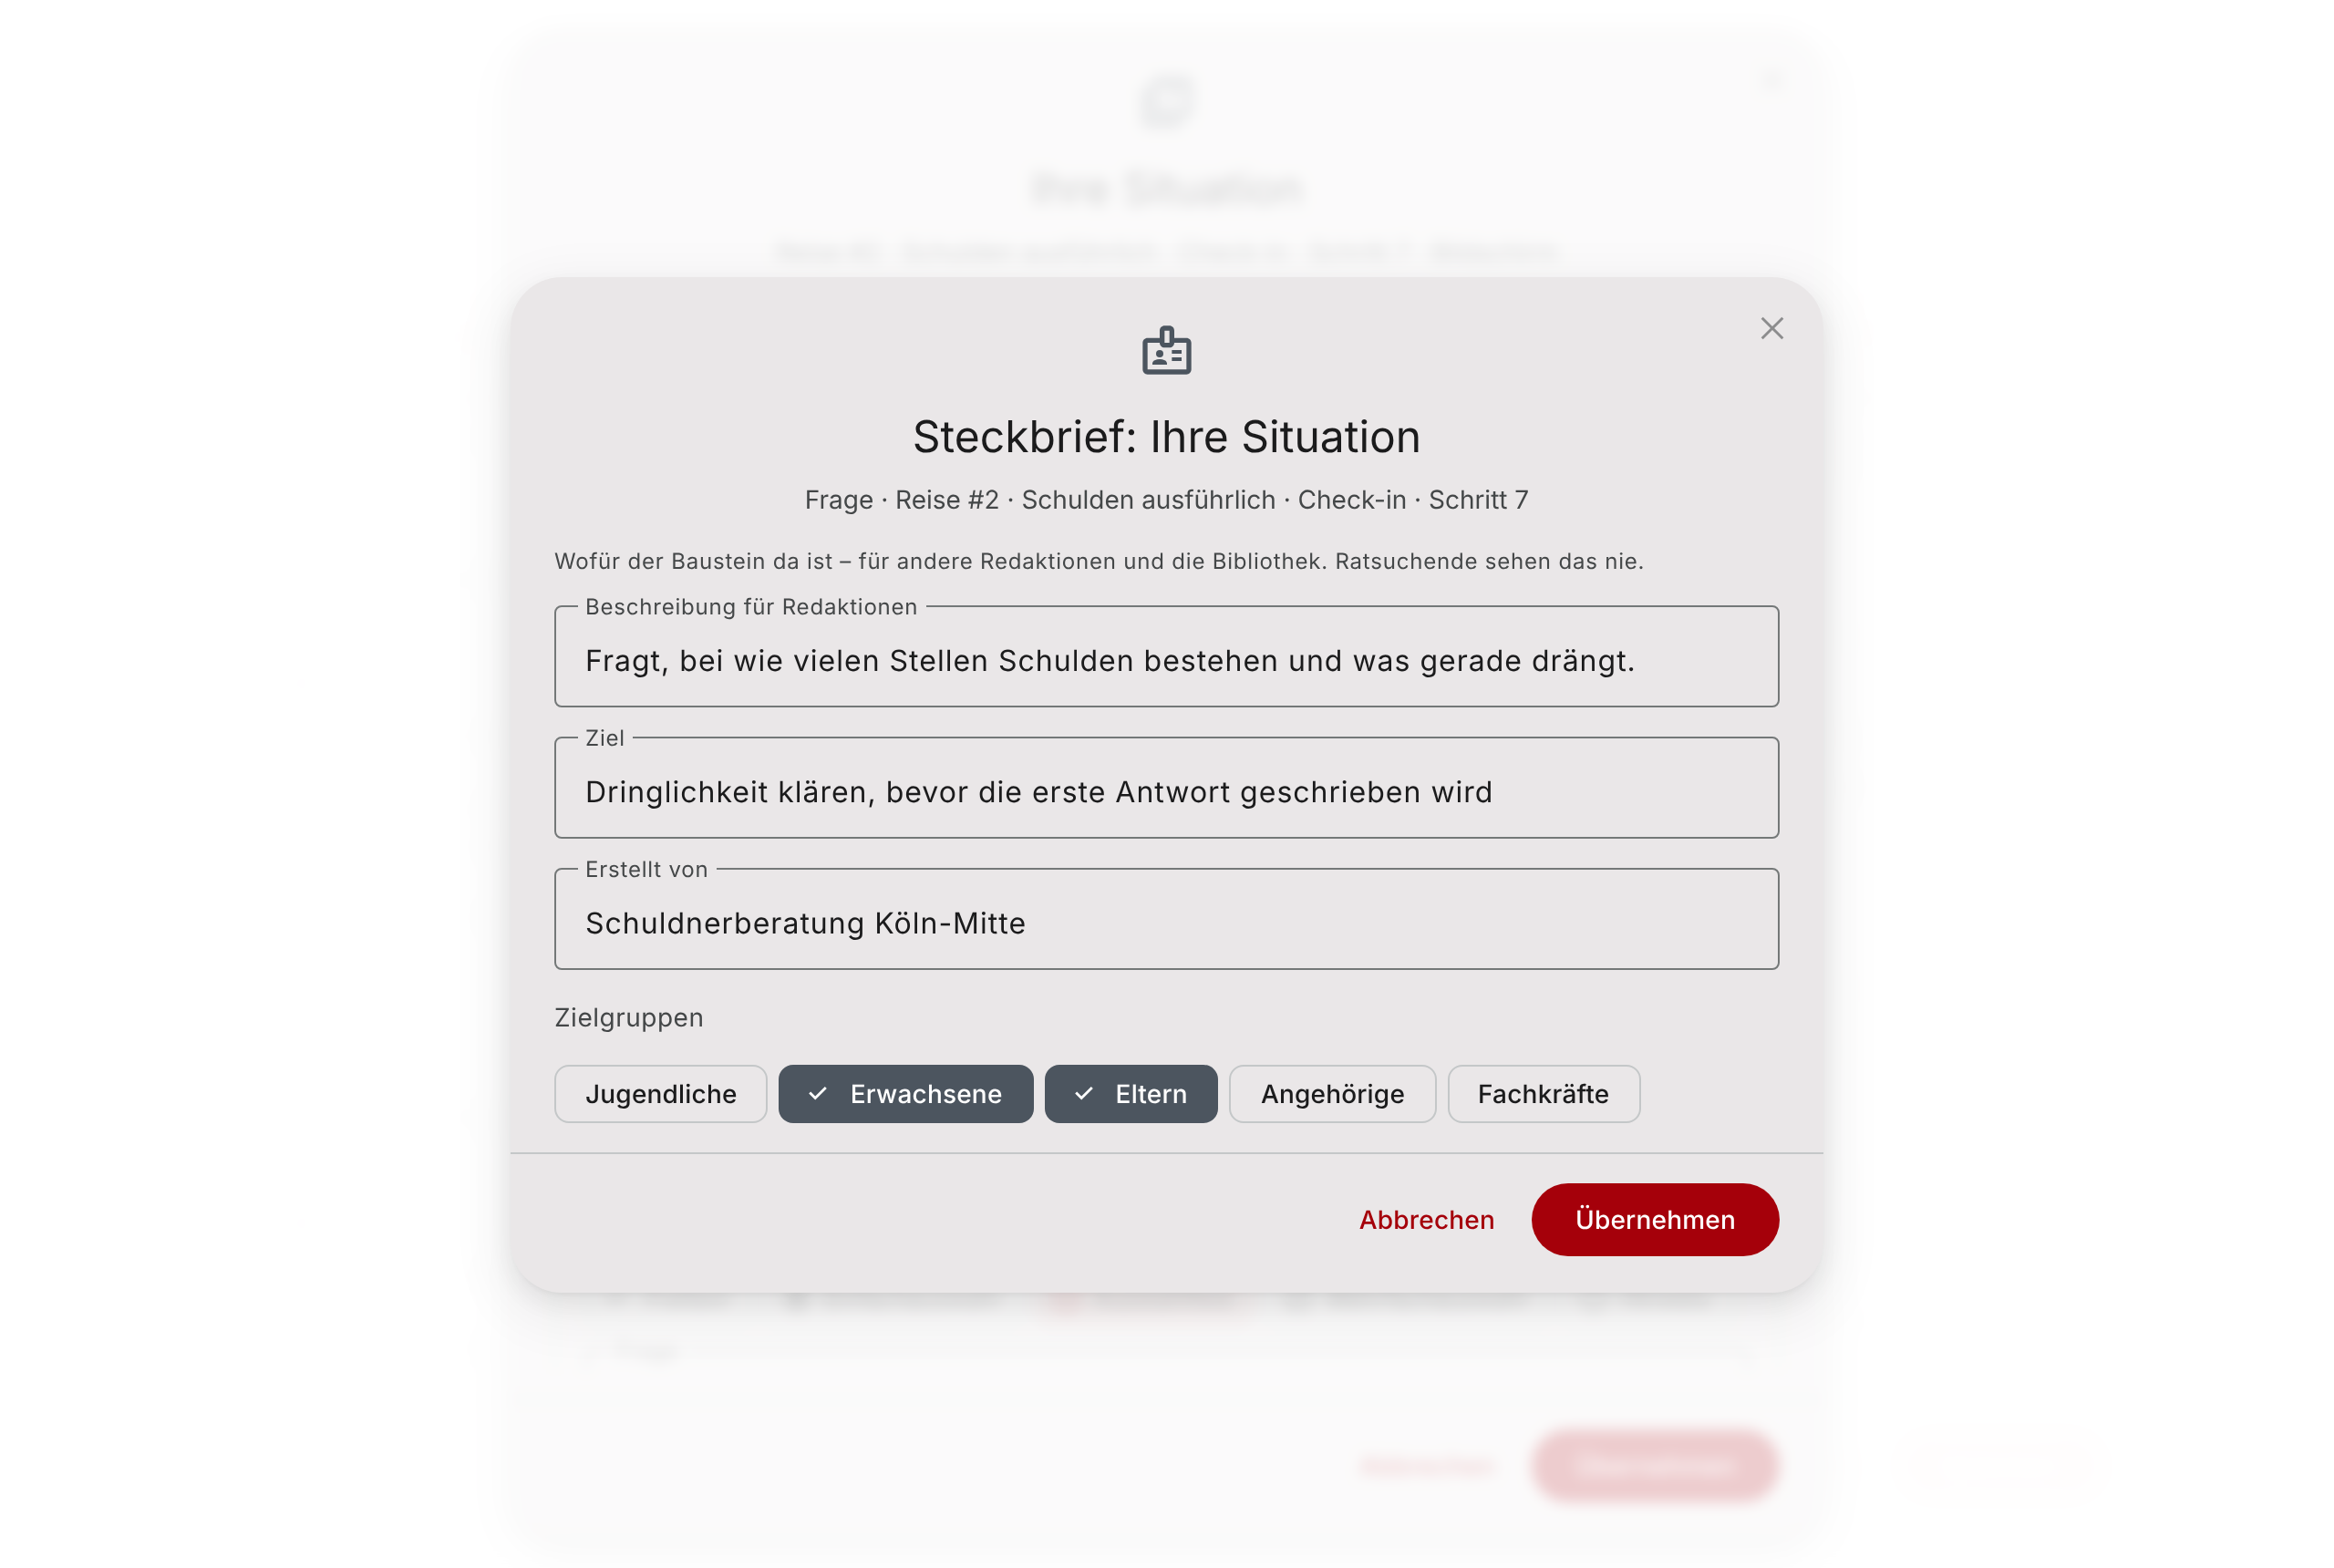 Ihre Situation
Steckbrief: Ihre Situation
Frage · Reise #2 · Schulden ausführlich · Check-in · Schritt 7
Wofür der Baustein da ist – für andere Redaktionen und die Bibliothek. Ratsuchende sehen das nie.
Beschreibung für Redaktionen
Fragt, bei wie vielen Stellen Schulden bestehen und was gerade drängt.
Ziel
Dringlichkeit klären, bevor die erste Antwort geschrieben wird
Erstellt von
Schuldnerberatung Köln-Mitte
Zielgruppen
Jugendliche Erwachsene Eltern Angehörige Fachkräfte
Abbrechen Übernehmen